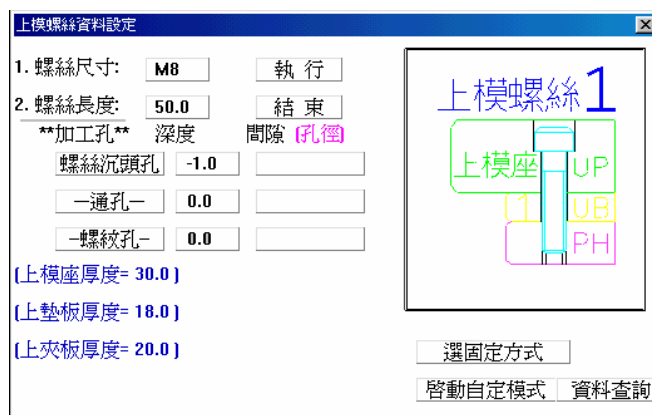 上模螺絲資料設定
1. 螺絲尺寸: M8 執 行
2. 螺絲長度: 50.0 結 束
**加工孔** 深度 間隙 (孔徑)
螺絲沉頭孔 -1.0
—通孔— 0.0
-螺紋孔- 0.0
(上模座厚度= 30.0)
(上墊板厚度= 18.0)
(上夾板厚度= 20.0)
上模螺絲1
上模座 UP
1 UB
PH
選固定方式
啓動自定模式 資料查詢